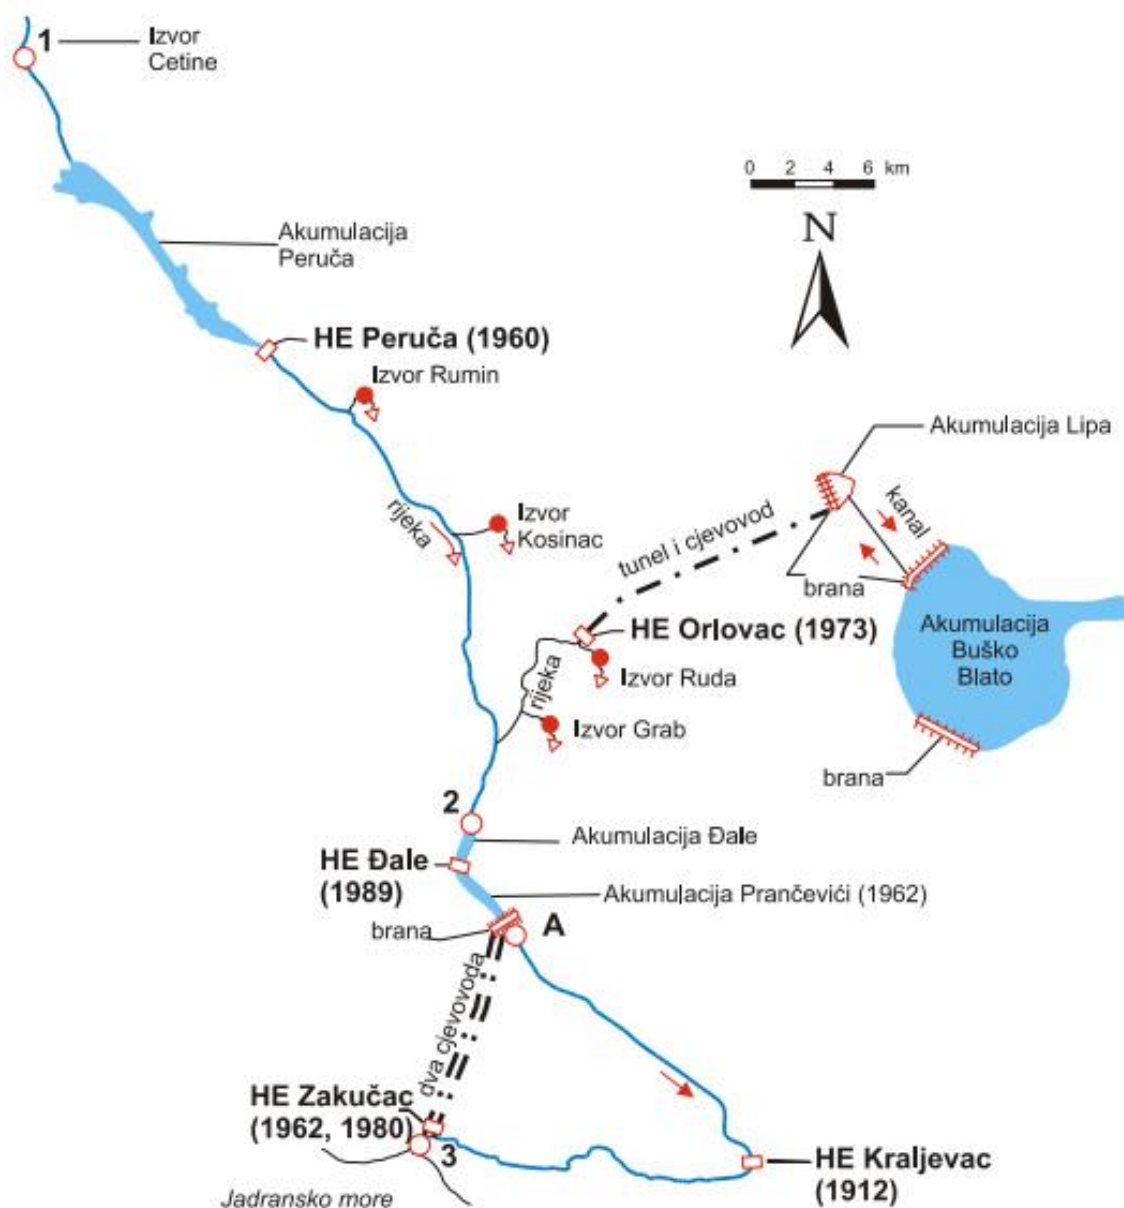 1
Izvor
Cetine
0 2 4 6 km
N
Akumulacija
Peruča
HE Peruča (1960)
Izvor Rumin
Akumulacija Lipa
kanal
rijeka
Izvor
Kosinac
tunel i cjevovod
brana
HE Orlovac (1973)
Akumulacija
Buško
Blato
rijeka
Izvor Ruda
Izvor Grab
brana
2
Akumulacija Đale
HE Đale
(1989)
Akumulacija Prančevići (1962)
A
brana
dva cjevovoda
HE Zakučac
(1962, 1980)
3
HE Kraljevac
(1912)
Jadransko more